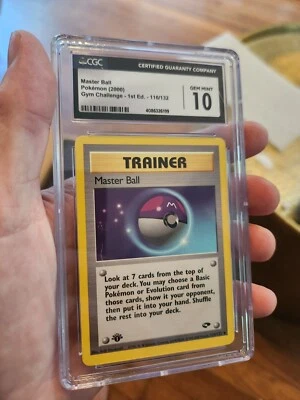 CGC
CERTIFIED GUARANTY COMPANY
Master Ball
Pokémon (2000)
Gym Challenge - 1st Ed. - 116/132
GEM MINT
10
TRAINER
Master Ball
Look at 7 cards from the top of
your deck. You may choose a Basic
Pokémon or Evolution card from
those cards, show it your opponent,
then put it into your hand. Shuffle
the rest into your deck.